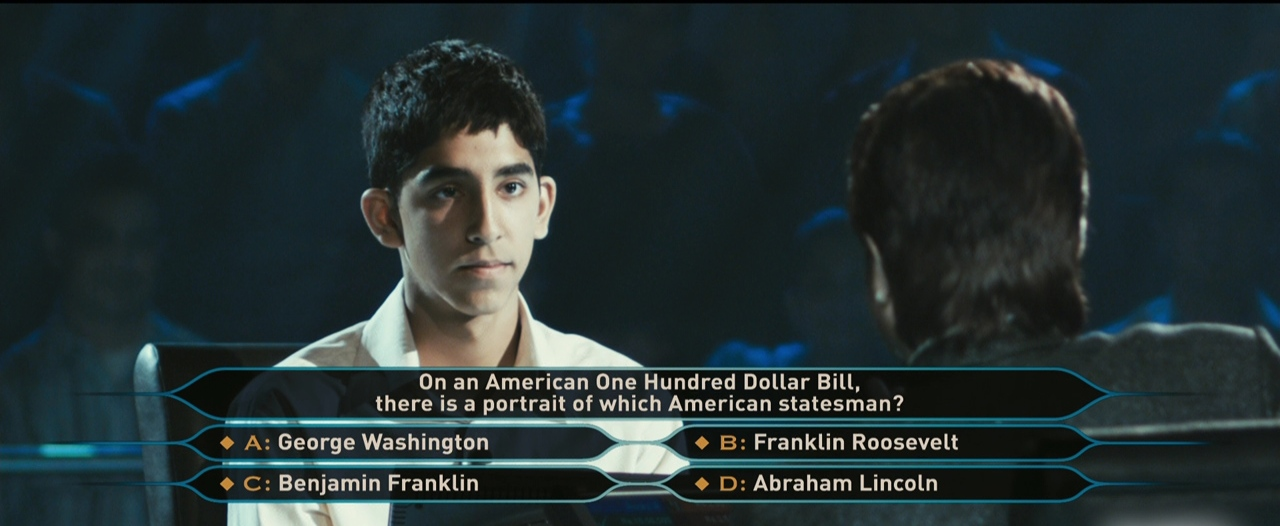 On an American One Hundred Dollar Bill,
there is a portrait of which American statesman?
A: George Washington
B: Franklin Roosevelt
C: Benjamin Franklin
D: Abraham Lincoln